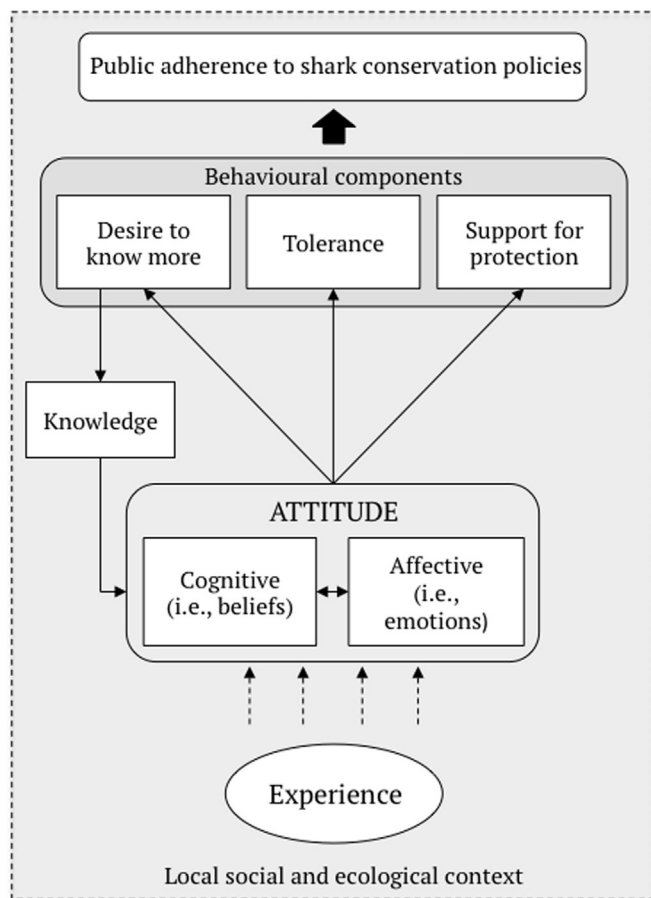 Public adherence to shark conservation policies
Behavioural components
Desire to
know more
Tolerance
Support for
protection
Knowledge
ATTITUDE
Cognitive
(i.e., beliefs)
Affective
(i.e.,
emotions)
Experience
Local social and ecological context